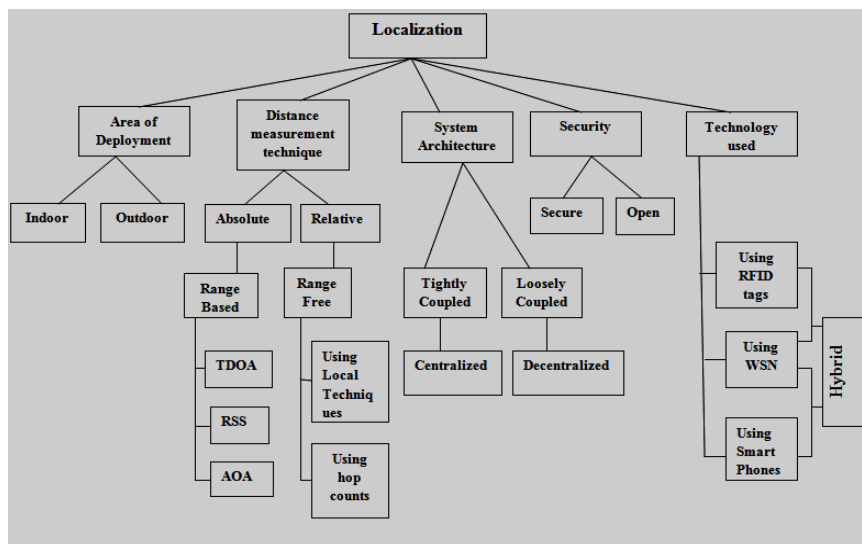 Localization
Area of
Deployment
Distance
measurement
technique
System
Architecture
Security
Technology
used
Indoor
Outdoor
Absolute
Relative
Secure
Open
Range
Based
Range
Free
Tightly
Coupled
Loosely
Coupled
Using
RFID
tags
TDOA
RSS
AOA
Using
Local
Techniq
ues
Using
hop
counts
Centralized
Decentralized
Using
WSN
Using
Smart
Phones
Hybrid